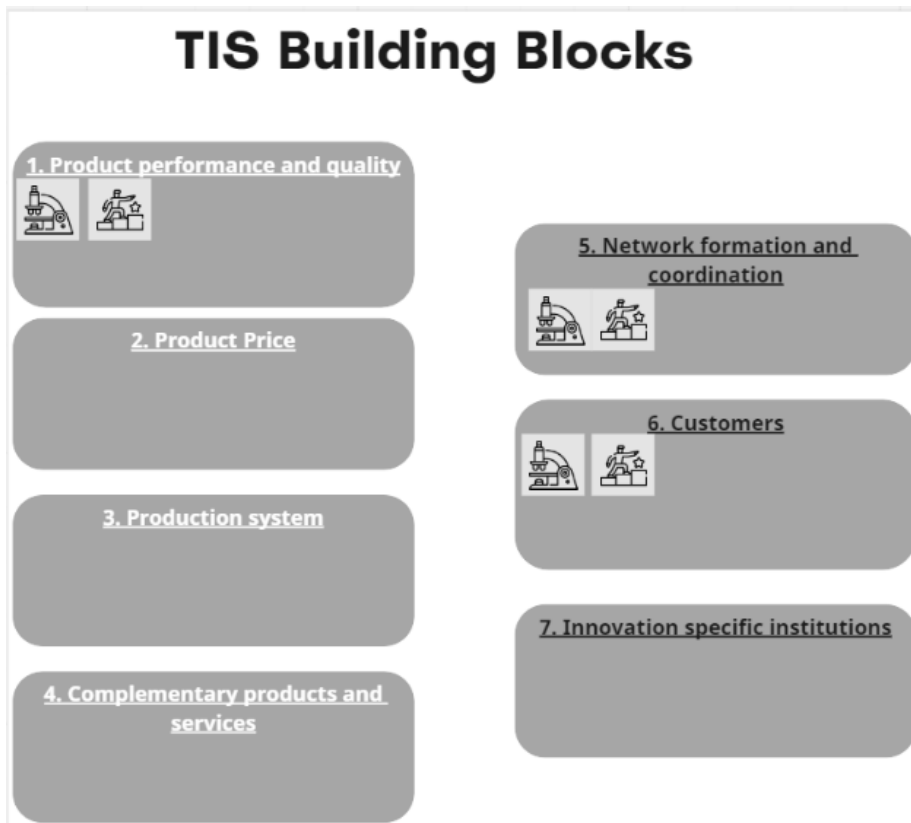 TIS Building Blocks
1. Product performance and quality
2. Product Price
3. Production system
4. Complementary products and
services
5. Network formation and
coordination
6. Customers
7. Innovation specific institutions